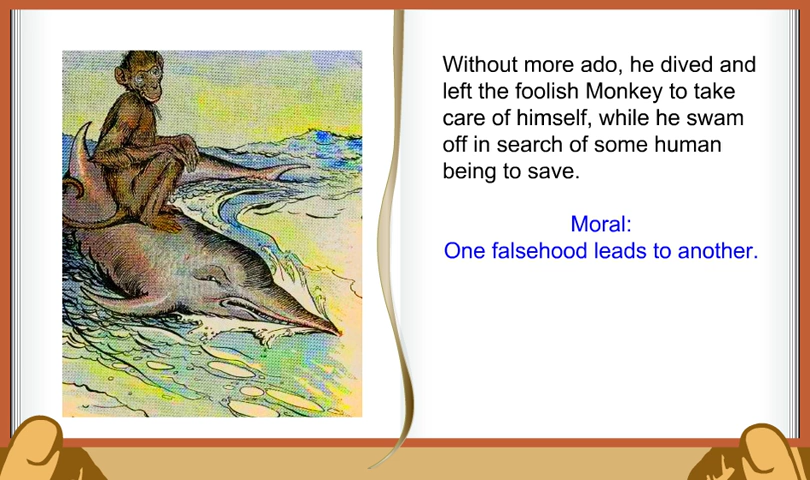 Without more ado, he dived and
left the foolish Monkey to take
care of himself, while he swam
off in search of some human
being to save.
Moral:
One falsehood leads to another.